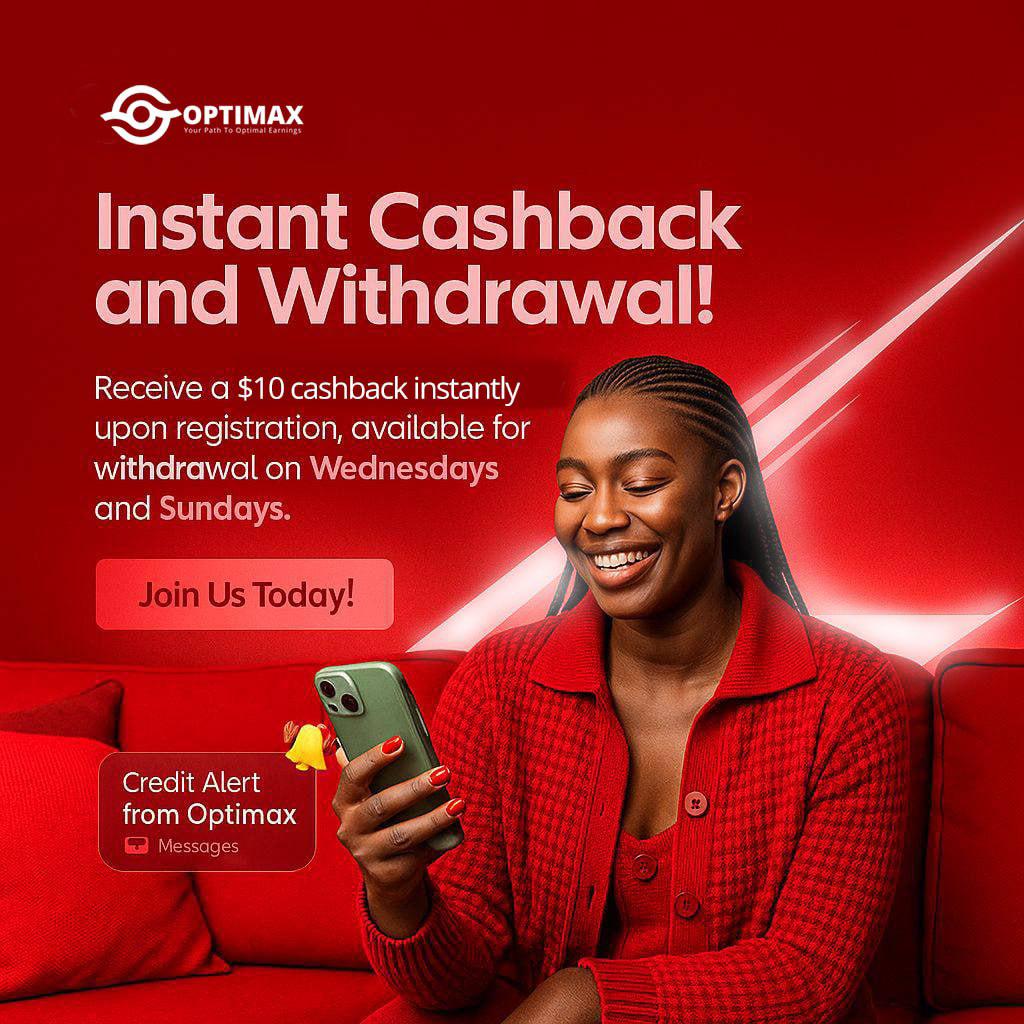 OPTIMAX
Your Path To Optimal Earnings
Instant Cashback
and Withdrawal!
Receive a $10 cashback instantly
upon registration, available for
withdrawal on Wednesdays
and Sundays.
Join Us Today!
Credit Alert
from Optimax
Messages